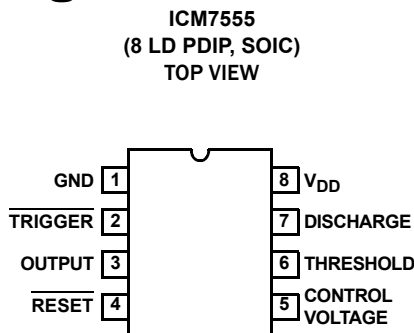 ICM7555
(8 LD PDIP, SOIC)
TOP VIEW
GND 1
TRIGGER 2
OUTPUT 3
RESET 4
8 VDD
7 DISCHARGE
6 THRESHOLD
5 CONTROL
VOLTAGE